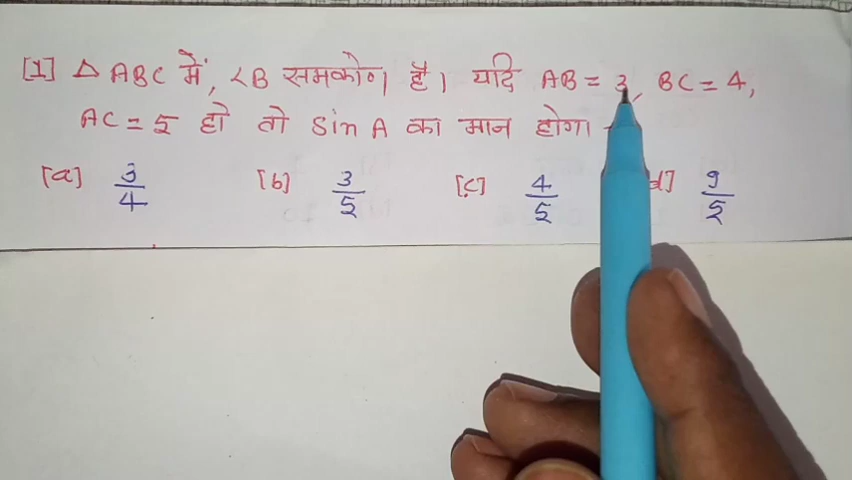 [1] △ ABC में, <B समकोण है। यदि AB = 3, BC = 4,
AC = 5 हो तो sin A का मान होगा -
[a] 3/4 [b] 3/5 [c] 4/5 d] 9/5